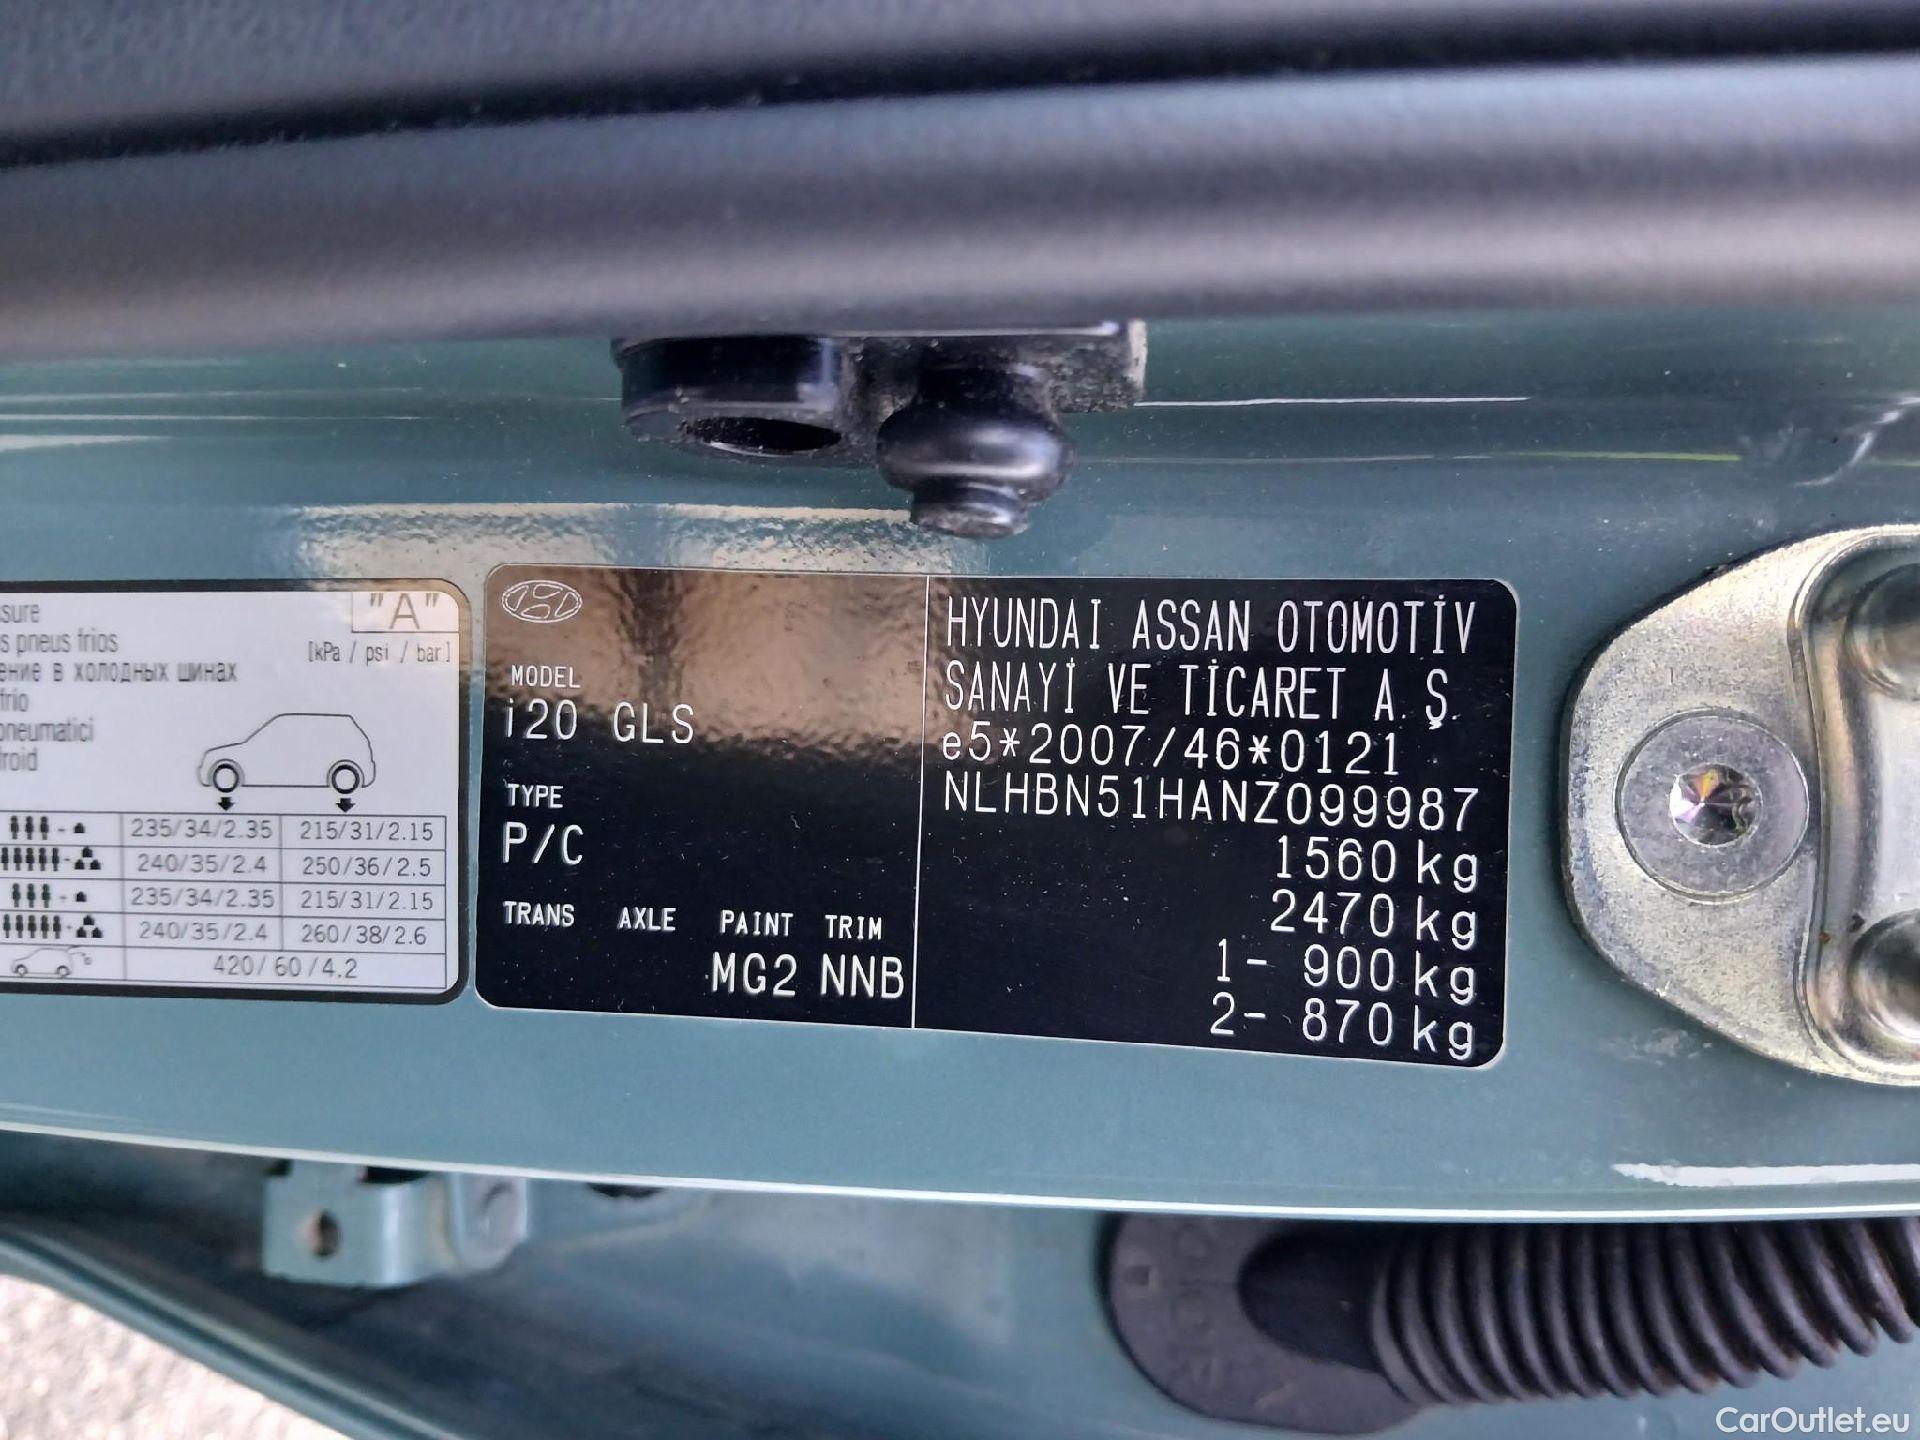 ssure
s pneus frios
ение в холодных шинах
frio
pneumatici
froid
"A"
[kPa / psi / bar]
235/34/2.35 215/31/2.15
240/35/2.4 250/36/2.5
235/34/2.35 215/31/2.15
240/35/2.4 260/38/2.6
420/60/4.2
MODEL
i20 GLS
TYPE
P/C
TRANS AXLE PAINT TRIM
MG2 NNB
HYUNDAI ASSAN OTOMOTİV
SANAYİ VE TİCARET A.Ş.
e5*2007/46*0121
NLHBN51HANZ099987
1560 kg
2470 kg
1- 900 kg
2- 870 kg
CarOutlet.eu